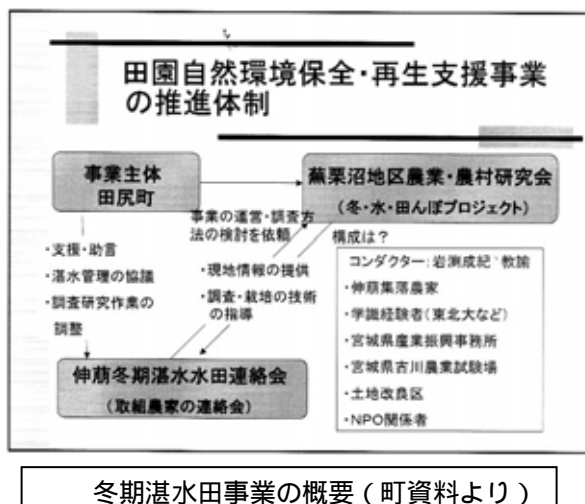 田園自然環境保全・再生支援事業
の推進体制
事業主体
田尻町
蕪栗沼地区農業・農村研究会
(冬・水・田んぼプロジェクト)
事業の運営・調査方
法の検討を依頼
・支援・助言
・湛水管理の協議
・調査研究作業の
調整
・現地情報の提供
・調査・栽培の技術
の指導
構成は?
コンダクター:岩渕成紀 教諭
・伸萠集落農家
・学識経験者(東北大など)
・宮城県産業振興事務所
・宮城県古川農業試験場
・土地改良区
・NPO関係者
伸萠冬期湛水水田連絡会
(取組農家の連絡会)
冬期湛水田事業の概要(町資料より)